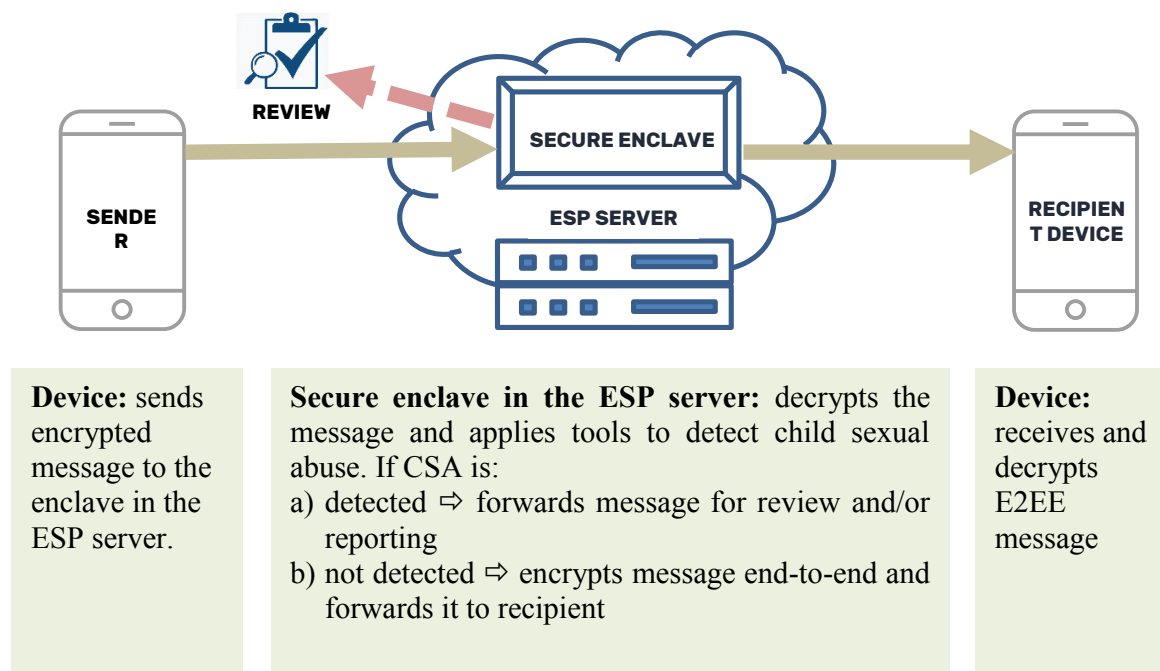 REVIEW
SECURE ENCLAVE
ESP SERVER
SENDE
R
RECIPIEN
T DEVICE
Device: sends
encrypted
message to the
enclave in the
ESP server.
Secure enclave in the ESP server: decrypts the
message and applies tools to detect child sexual
abuse. If CSA is:
a) detected ⇨ forwards message for review and/or
reporting
b) not detected ⇨ encrypts message end-to-end and
forwards it to recipient
Device:
receives and
decrypts
E2EE
message